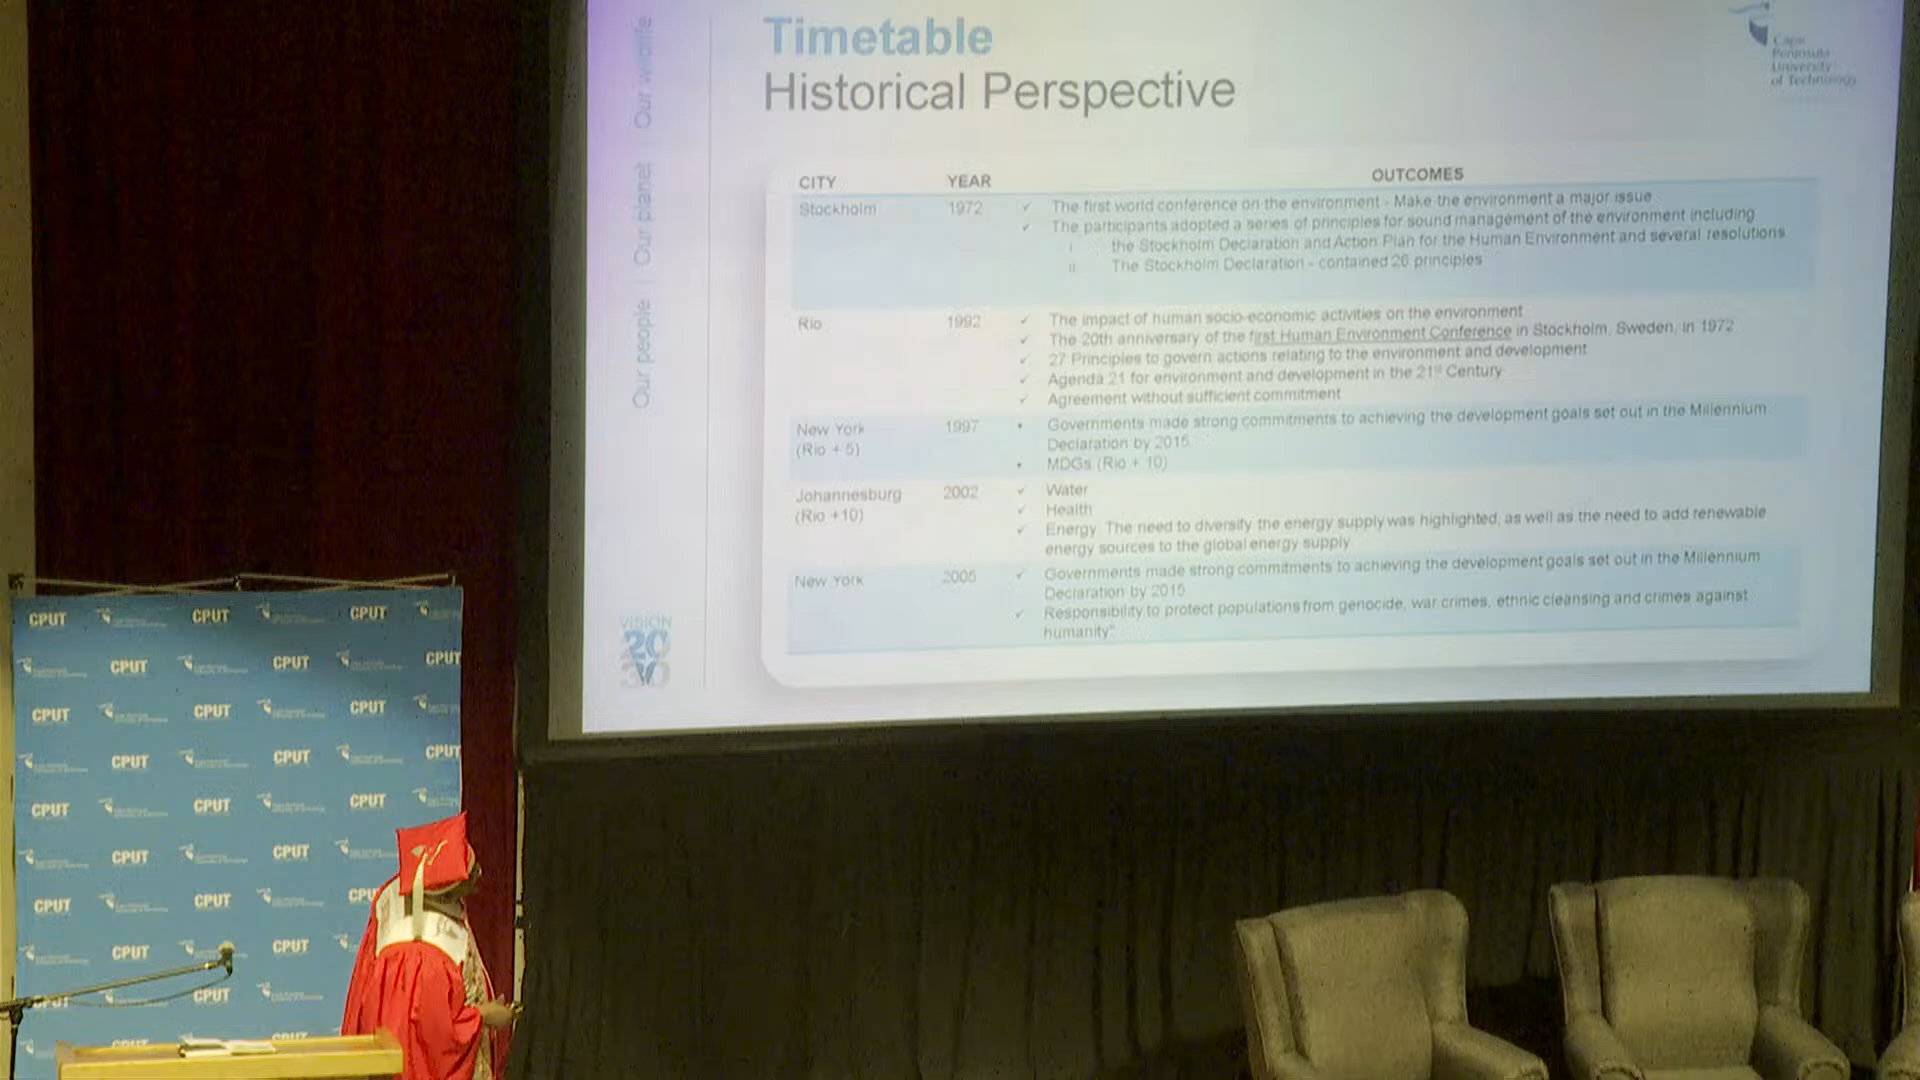 Timetable
Historical Perspective
Cape
Peninsula
University
of Technology
Our people | Our planet | Our wildlife
CITY YEAR OUTCOMES
Stockholm 1972 ✓ The first world conference on the environment - Make the environment a major issue
✓ The participants adopted a series of principles for sound management of the environment including
i the Stockholm Declaration and Action Plan for the Human Environment and several resolutions
ii The Stockholm Declaration - contained 26 principles
Rio 1992 ✓ The impact of human socio-economic activities on the environment
✓ The 20th anniversary of the first Human Environment Conference in Stockholm, Sweden, in 1972
✓ 27 Principles to govern actions relating to the environment and development
✓ Agenda 21 for environment and development in the 21st Century
✓ Agreement without sufficient commitment
New York 1997 • Governments made strong commitments to achieving the development goals set out in the Millennium
(Rio + 5) Declaration by 2015
• MDGs (Rio + 10)
Johannesburg 2002 ✓ Water
(Rio +10) ✓ Health
✓ Energy. The need to diversify the energy supply was highlighted, as well as the need to add renewable
energy sources to the global energy supply
New York 2005 ✓ Governments made strong commitments to achieving the development goals set out in the Millennium
Declaration by 2015
✓ Responsibility to protect populations from genocide, war crimes, ethnic cleansing and crimes against
humanity"
VISION
20
30
CPUT CPUT CPUT
CPUT CPUT CPUT
CPUT CPUT CPUT
CPUT CPUT CPUT
CPUT CPUT CPUT
CPUT CPUT
CPUT CPUT CPUT
CPUT CPUT
CPUT CPUT
CPUT CPUT